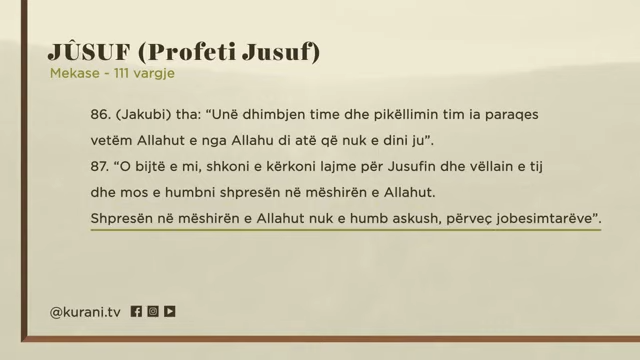 JÛSUF (Profeti Jusuf)
Mekase - 111 vargje
86. (Jakubi) tha: “Unë dhimbjen time dhe pikëllimin tim ia paraqes
vetëm Allahut e nga Allahu di atë që nuk e dini ju”.
87. “O bijtë e mi, shkoni e kërkoni lajme për Jusufin dhe vëllain e tij
dhe mos e humbni shpresën në mëshirën e Allahut.
Shpresën në mëshirën e Allahut nuk e humb askush, përveç jobesimtarëve”.
@kurani.tv